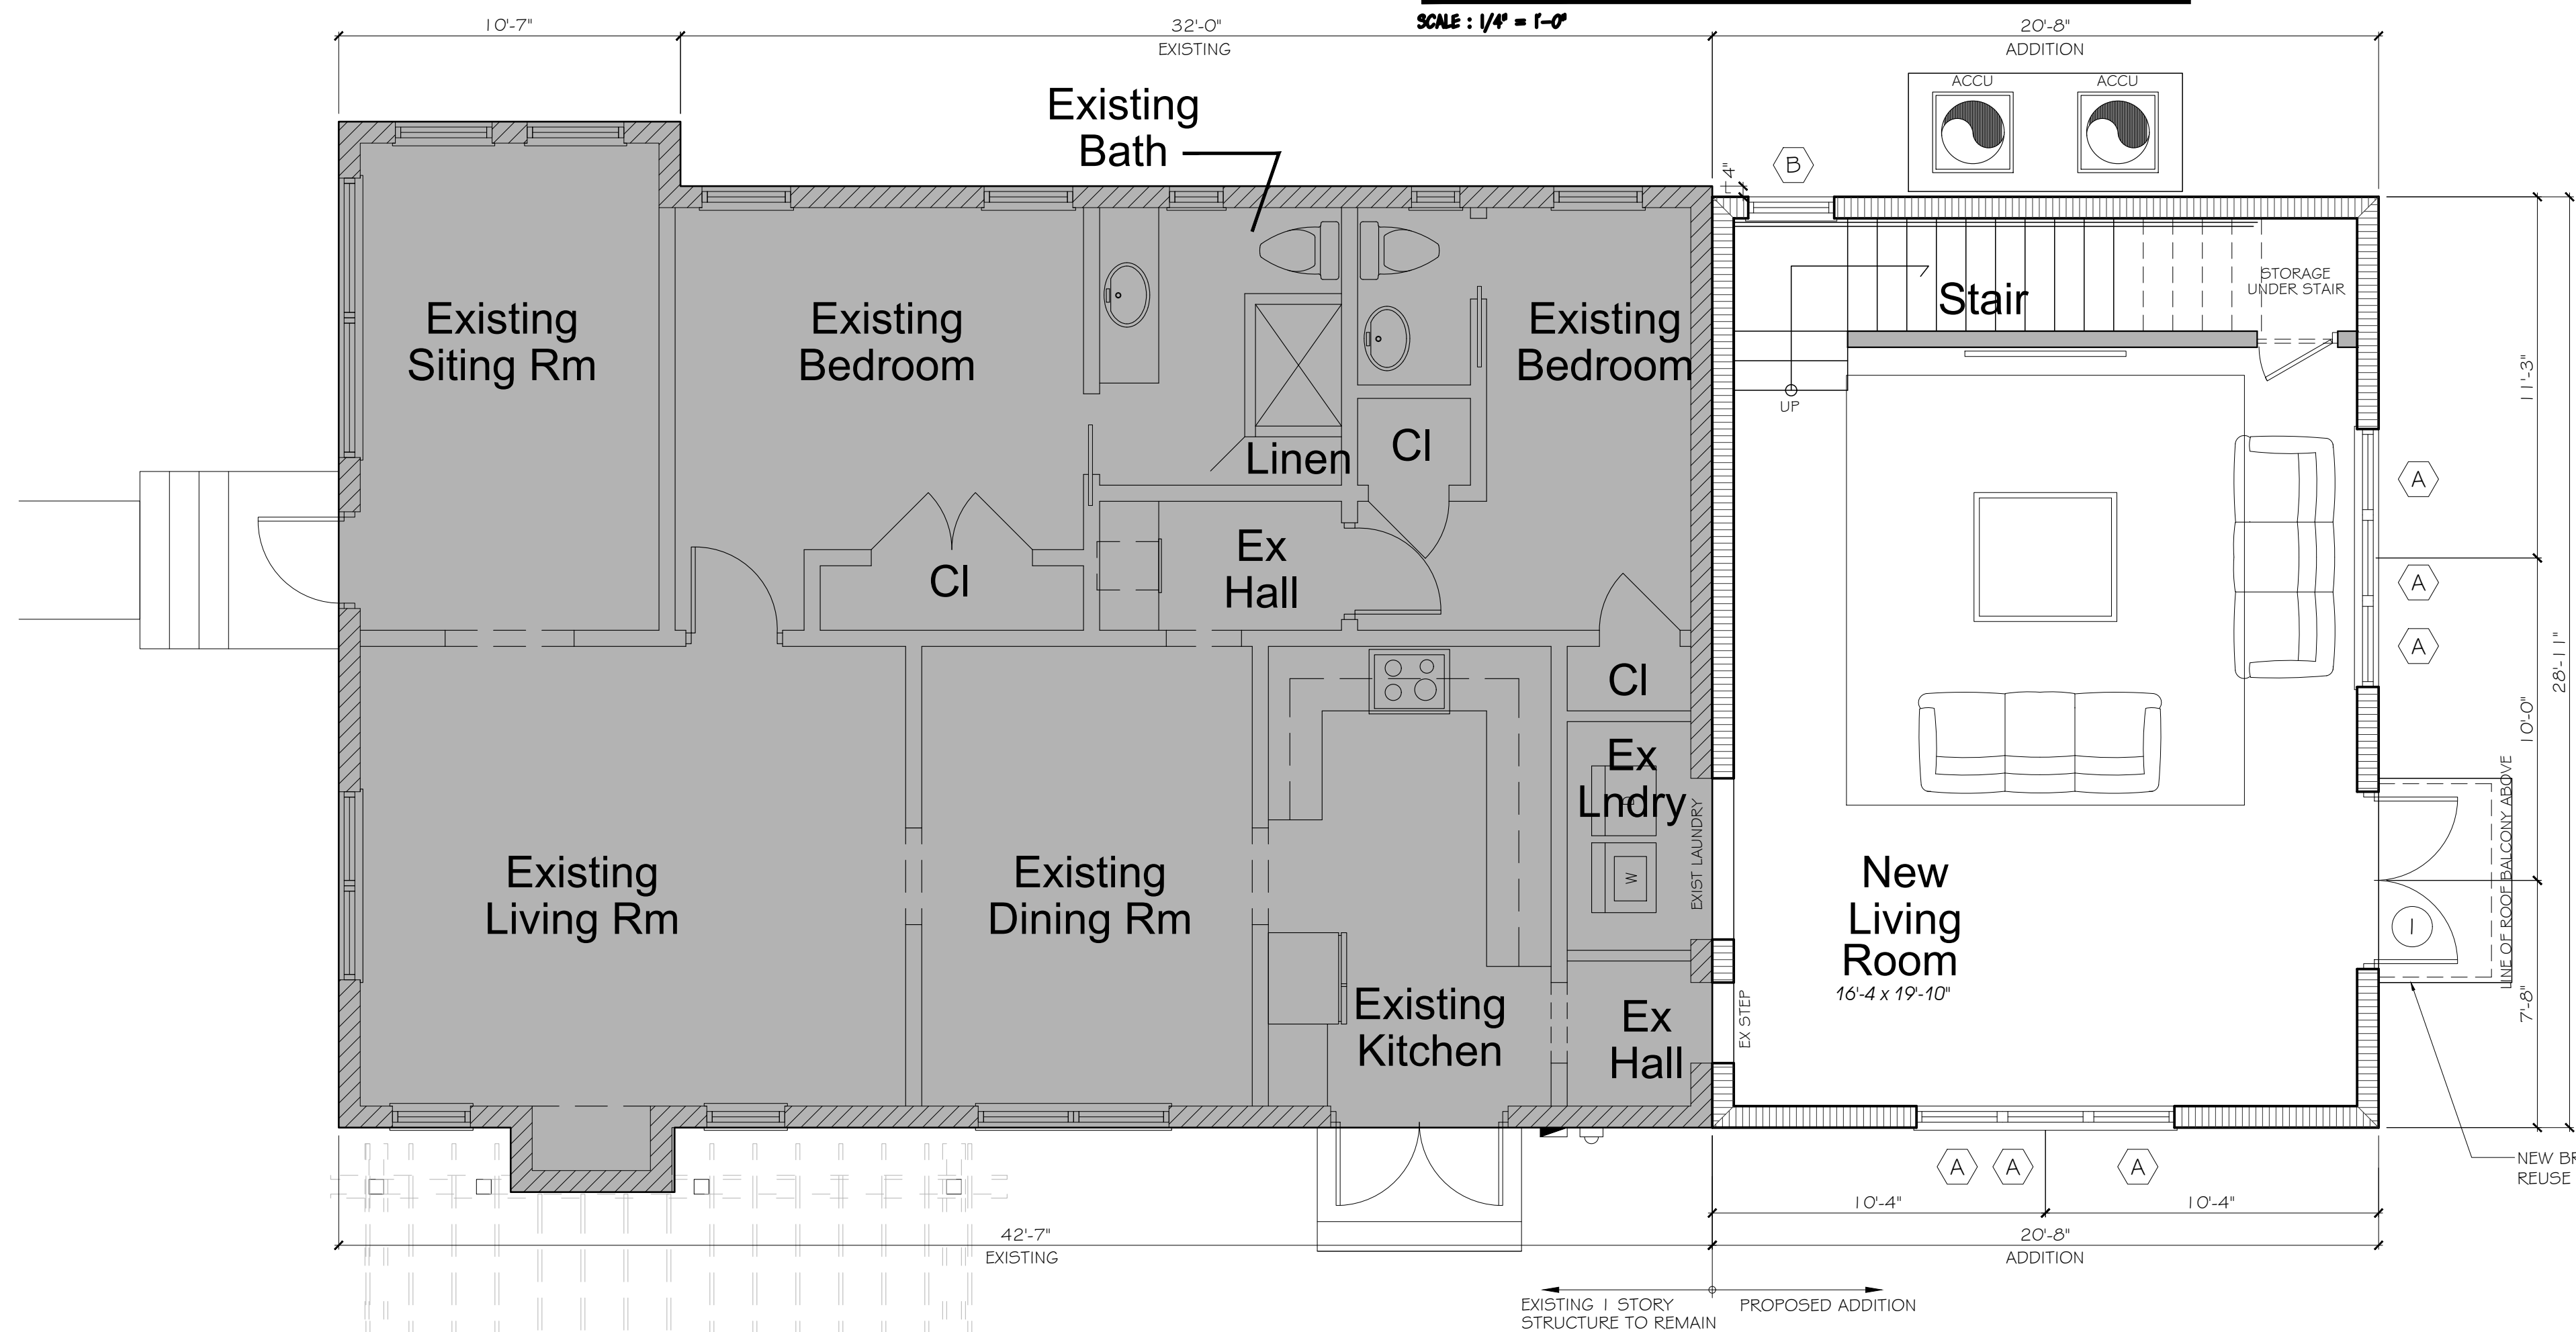 SCALE : 1/4" = 1'-0"
10'-7"
32'-0"
EXISTING
20'-8"
ADDITION
ACCU
ACCU
Existing
Bath
4"
B
Existing
Siting Rm
Existing
Bedroom
Existing
Bedroom
Stair
STORAGE
UNDER STAIR
UP
11'-3"
Linen
Cl
A
Cl
Ex
Hall
A
A
28'-11"
Cl
10'-0"
Ex
Lndry
D
W
EXIST LAUNDRY
LINE OF ROOF BALCONY ABOVE
Existing
Living Rm
Existing
Dining Rm
New
Living
Room
16'-4 x 19'-10"
1
Existing
Kitchen
Ex
Hall
EX STEP
7'-8"
A
A
A
NEW BR
REUSE
10'-4"
10'-4"
42'-7"
EXISTING
20'-8"
ADDITION
EXISTING 1 STORY
STRUCTURE TO REMAIN
PROPOSED ADDITION